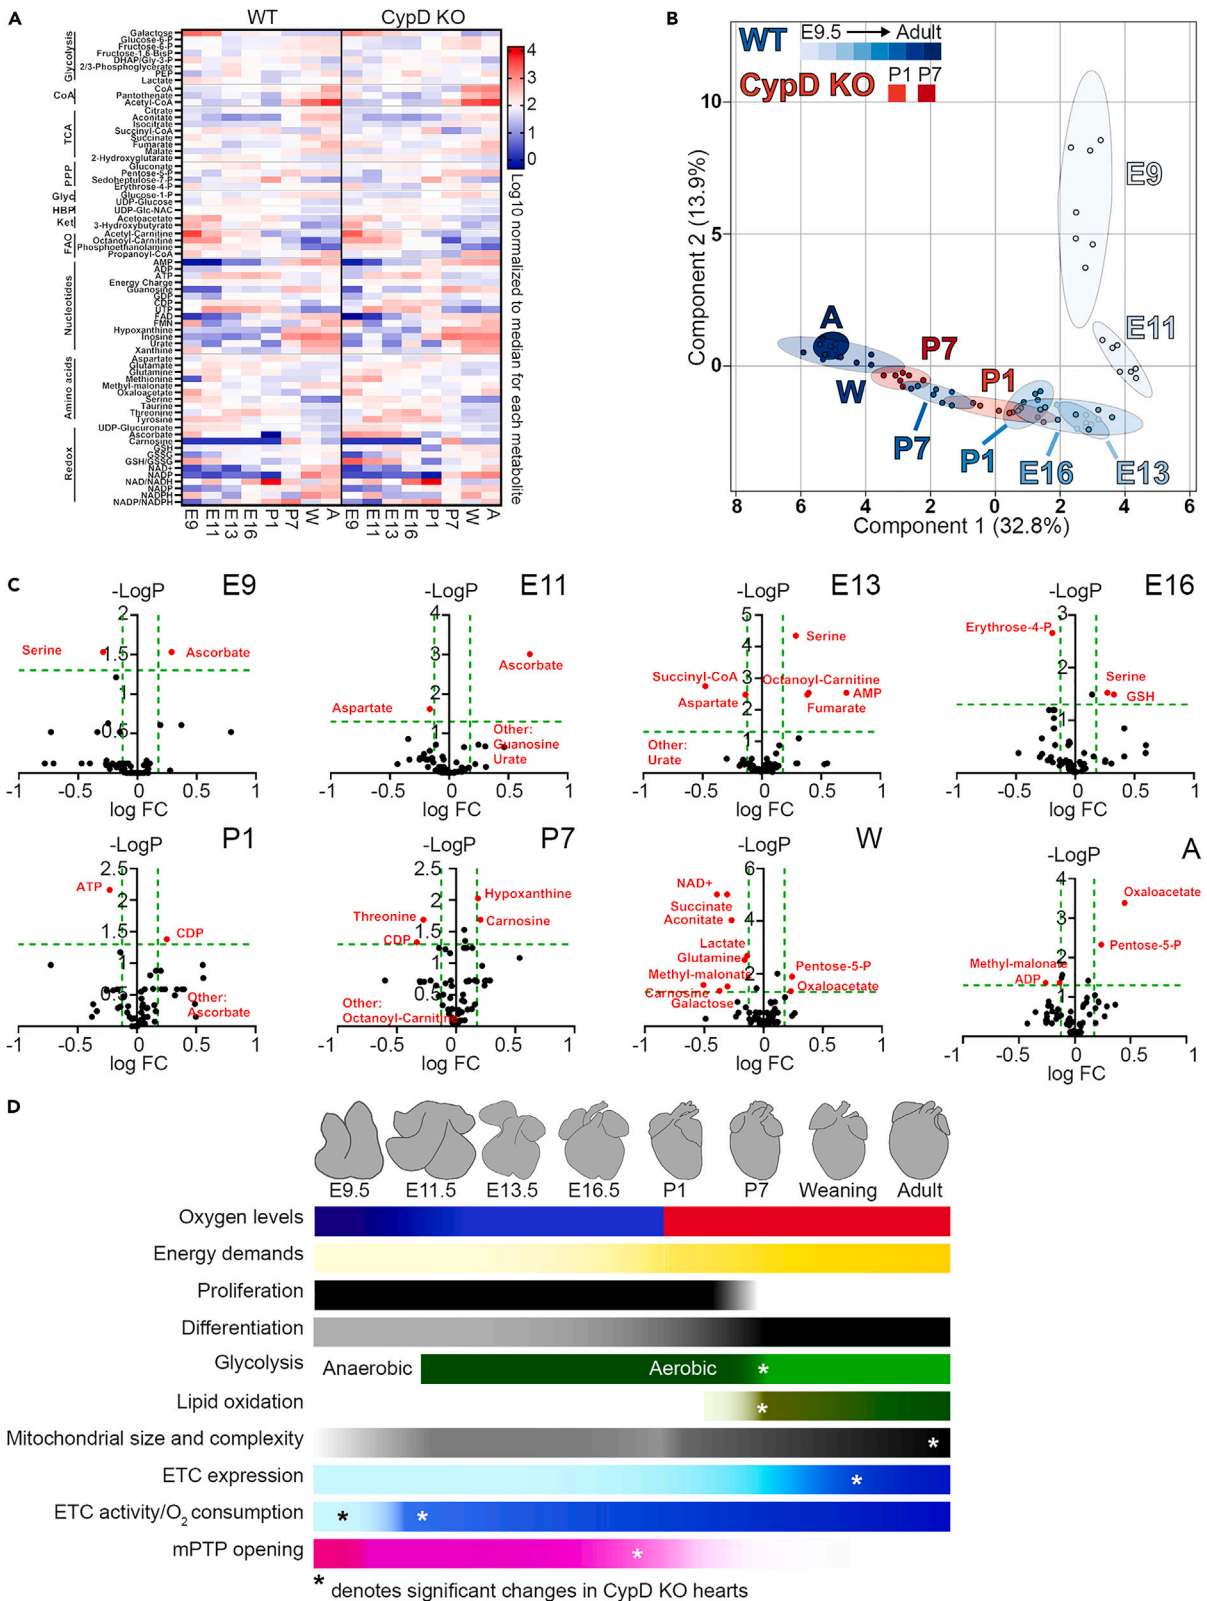 A
WT
CypD KO
Glycolysis
Galactose
Glucose-6-P
Fructose-6-P
Fructose-1,6-BisP
DHAP/Gly-3-P
2/3-Phosphoglycerate
PEP
Lactate
CoA
CoA
Pantothenate
Acetyl-CoA
TCA
Citrate
Aconitate
Isocitrate
Succinyl-CoA
Succinate
Fumarate
Malate
2-Hydroxyglutarate
PPP
Gluconate
Pentose-5-P
Sedoheptulose-7-P
Erythrose-4-P
Glyc
Glucose-1-P
UDP-Glucose
HBP
UDP-Glc-NAC
Ket
Acetoacetate
3-Hydroxybutyrate
FAO
Acetyl-Carnitine
Octanoyl-Carnitine
Phosphoethanolamine
Propanoyl-CoA
Nucleotides
AMP
ADP
ATP
Energy Charge
Guanosine
GDP
CDP
UTP
FAD
FMN
Hypoxanthine
Inosine
Urate
Xanthine
Amino acids
Aspartate
Glutamate
Glutamine
Methionine
Methyl-malonate
Oxaloacetate
Serine
Taurine
Threonine
Tyrosine
Redox
UDP-Glucuronate
Ascorbate
Carnosine
GSH
GSSG
GSH/GSSG
NAD+
NADP
NAD/NADH
NADP
NADPH
NADP/NADPH
E9 E11 E13 E16 P1 P7 W A E9 E11 E13 E16 P1 P7 W A
4
3
2
1
0
Log10 normalized to median for each metabolite
B
WT
E9.5 Adult
CypD KO
P1 P7
Component 2 (13.9%)
10
5
0
E9
E11
A
W
P7
P1
P7
P1
E16
E13
8 6 4 2 0 2 4 6
Component 1 (32.8%)
C
E9
-LogP
2
1.5
1
0.5
Serine
Ascorbate
-1 -0.5 0 0.5 1
log FC
E11
-LogP
4
3
2
1
Ascorbate
Aspartate
Other:
Guanosine
Urate
-1 -0.5 0 0.5 1
log FC
E13
-LogP
5
4
3
2
1
Serine
Succinyl-CoA
Octanoyl-Carnitine
Aspartate
AMP
Fumarate
Other:
Urate
-1 -0.5 0 0.5 1
log FC
E16
-LogP
3
2
1
Erythrose-4-P
Serine
GSH
-1 -0.5 0 0.5 1
log FC
P1
-LogP
2.5
2
1.5
1
0.5
ATP
CDP
Other:
Ascorbate
-1 -0.5 0 0.5 1
log FC
P7
-LogP
2.5
2
1.5
1
0.5
Hypoxanthine
Threonine
Carnosine
CDP
Other:
Octanoyl-Carnitine
-1 -0.5 0 0.5 1
log FC
W
-LogP
6
4
2
NAD+
Succinate
Aconitate
Lactate
Glutamine
Methyl-malonate
Pentose-5-P
Carnosine
Oxaloacetate
Galactose
-1 -0.5 0 0.5 1
log FC
A
-LogP
4
3
2
1
Oxaloacetate
Pentose-5-P
Methyl-malonate
ADP
-1 -0.5 0 0.5 1
log FC
D
E9.5 E11.5 E13.5 E16.5 P1 P7 Weaning Adult
Oxygen levels
Energy demands
Proliferation
Differentiation
Glycolysis Anaerobic Aerobic *
Lipid oxidation *
Mitochondrial size and complexity *
ETC expression *
ETC activity/O2 consumption * *
mPTP opening *
* denotes significant changes in CypD KO hearts